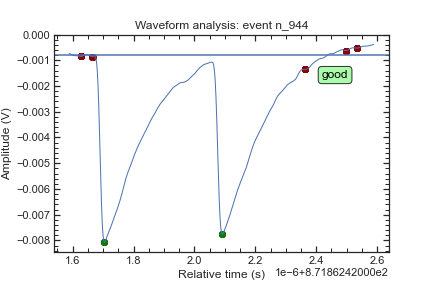 Waveform analysis: event n_944
0.000
−0.001
−0.002
−0.003
−0.004
−0.005
−0.006
−0.007
−0.008
Amplitude (V)
good
1.6 1.8 2.0 2.2 2.4 2.6
Relative time (s) 1e−6+8.7186242000e2